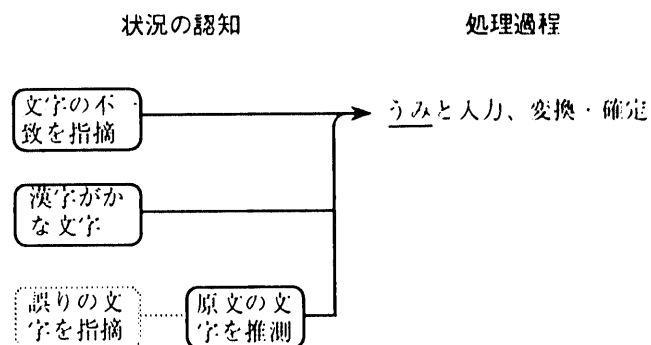 状況の認知
処理過程
文字の不
致を指摘
うみと入力、変換・確定
漢字がか
な文字
誤りの文
字を指摘
原文の文
字を推測